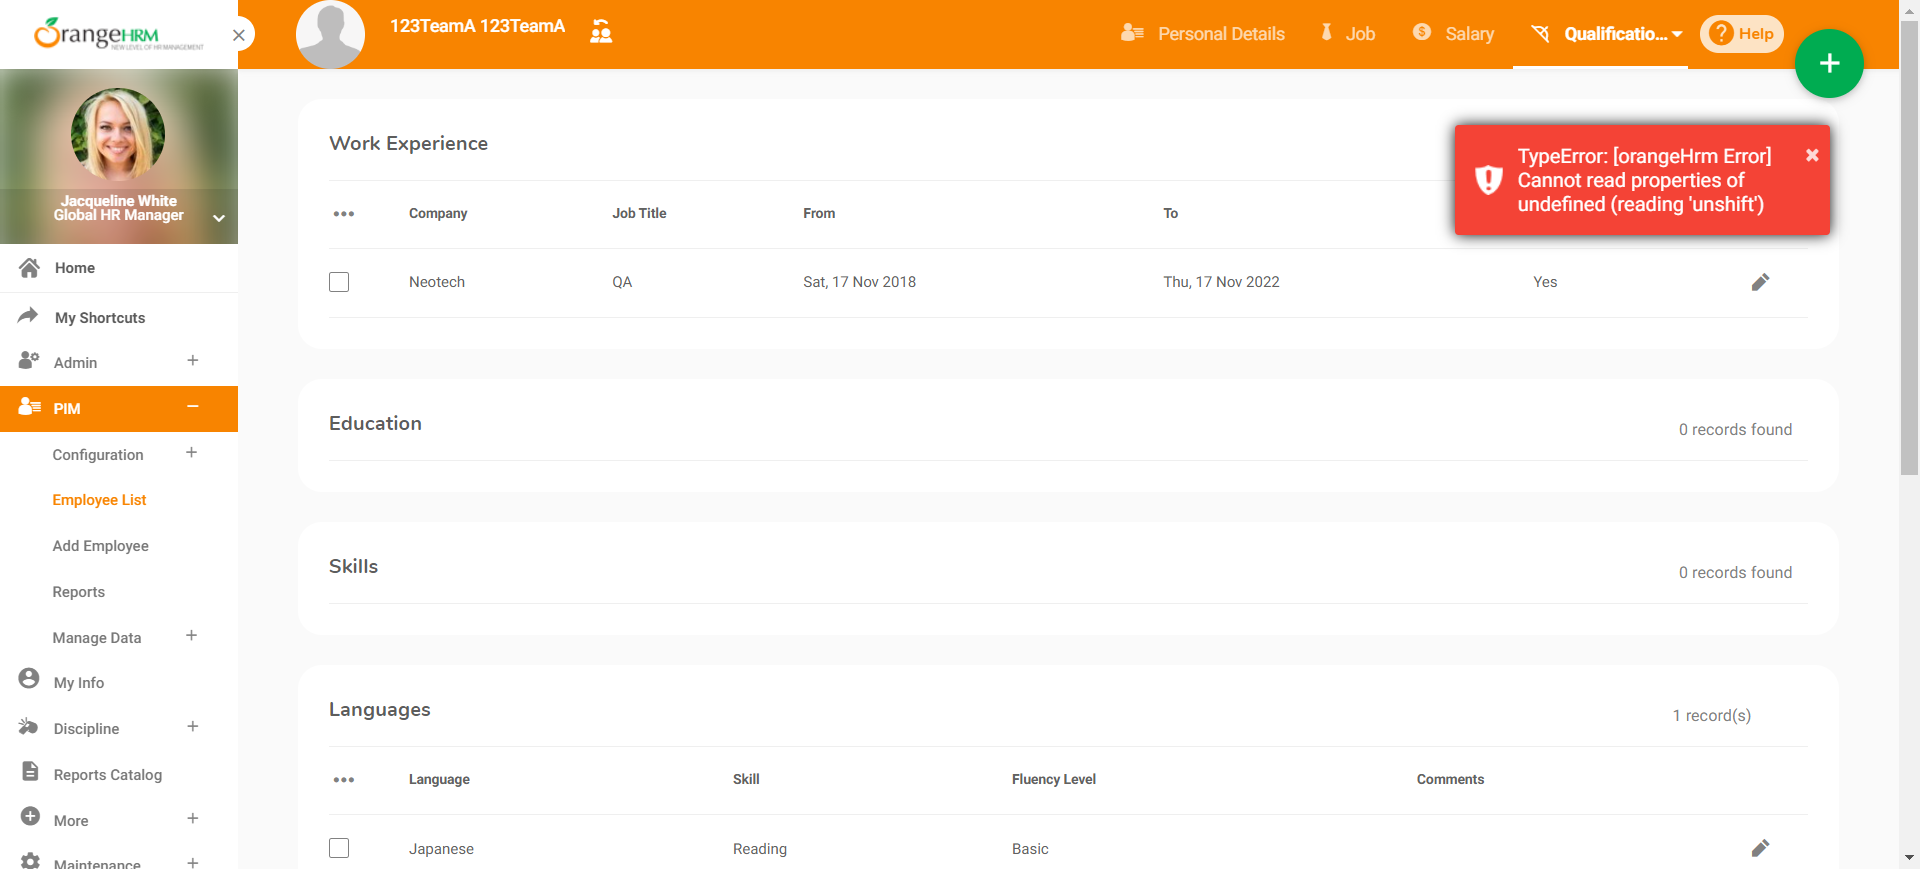 OrangeHRM
NEW LEVEL OF HR MANAGEMENT
123TeamA 123TeamA
Personal Details
Job
Salary
Qualificatio...
Help
Jacqueline White
Global HR Manager
Home
My Shortcuts
Admin
PIM
Configuration
Employee List
Add Employee
Reports
Manage Data
My Info
Discipline
Reports Catalog
More
Maintenance
TypeError: [orangeHrm Error]
Cannot read properties of
undefined (reading 'unshift')
Work Experience
Company Job Title From To
Neotech QA Sat, 17 Nov 2018 Thu, 17 Nov 2022 Yes
Education
0 records found
Skills
0 records found
Languages
1 record(s)
Language Skill Fluency Level Comments
Japanese Reading Basic